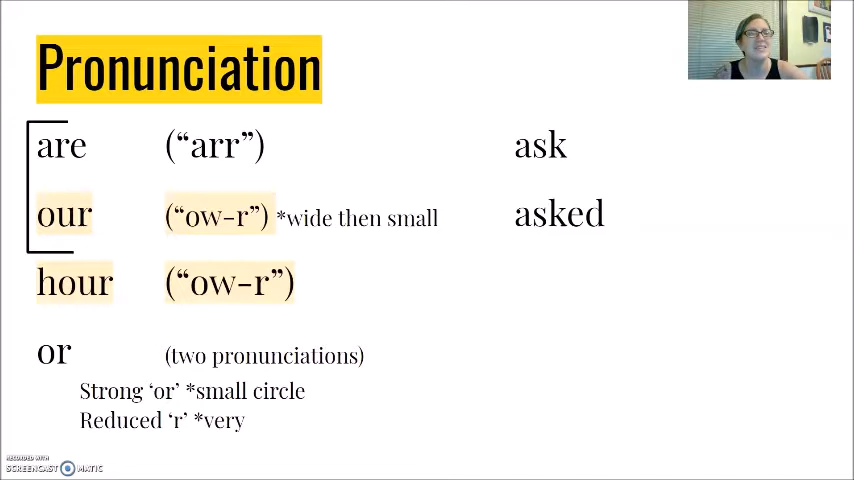 Pronunciation
are ("arr") ask
our ("ow-r") *wide then small asked
hour ("ow-r")
or (two pronunciations)
Strong ‘or’ *small circle
Reduced ‘r’ *very
RECORDED WITH
SCREENCAST MATIC